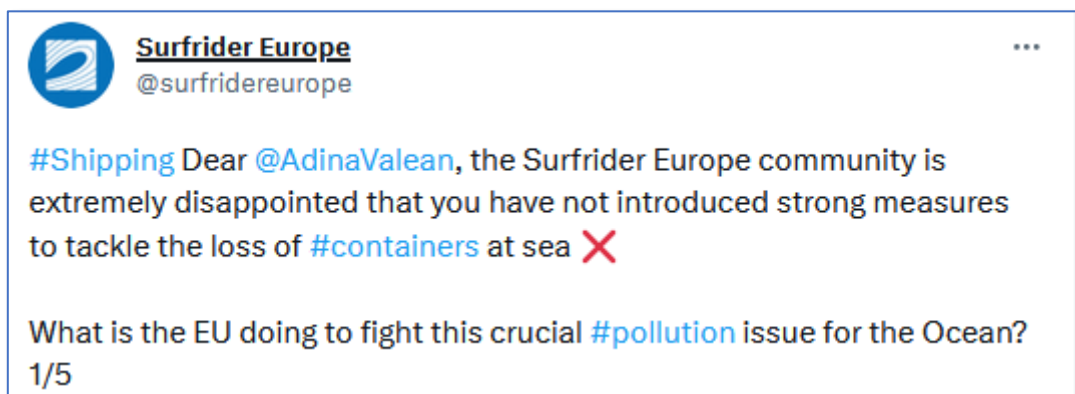 Surfrider Europe
@surfridereurope
#Shipping Dear @AdinaValean, the Surfrider Europe community is
extremely disappointed that you have not introduced strong measures
to tackle the loss of #containers at sea ❌
What is the EU doing to fight this crucial #pollution issue for the Ocean?
1/5